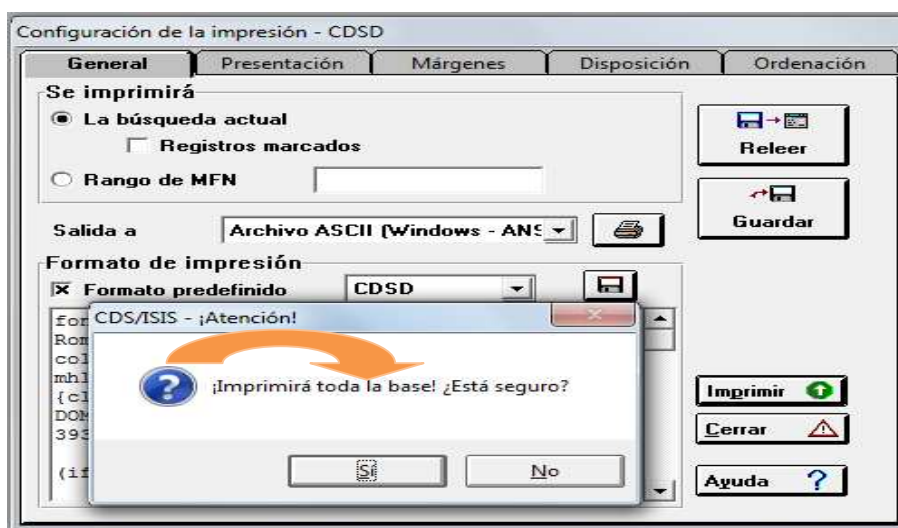 Configuración de la impresión - CDSD
General Presentación Márgenes Disposición Ordenación
Se imprimirá
La búsqueda actual
Registros marcados
Rango de MFN
Releer
Guardar
Salida a Archivo ASCII (Windows - ANS
Formato de impresión
Formato predefinido CDSD
CDS/ISIS - ¡Atención!
¡Imprimirá toda la base! ¿Está seguro?
Sí No
(if
Imprimir
Cerrar
Ayuda